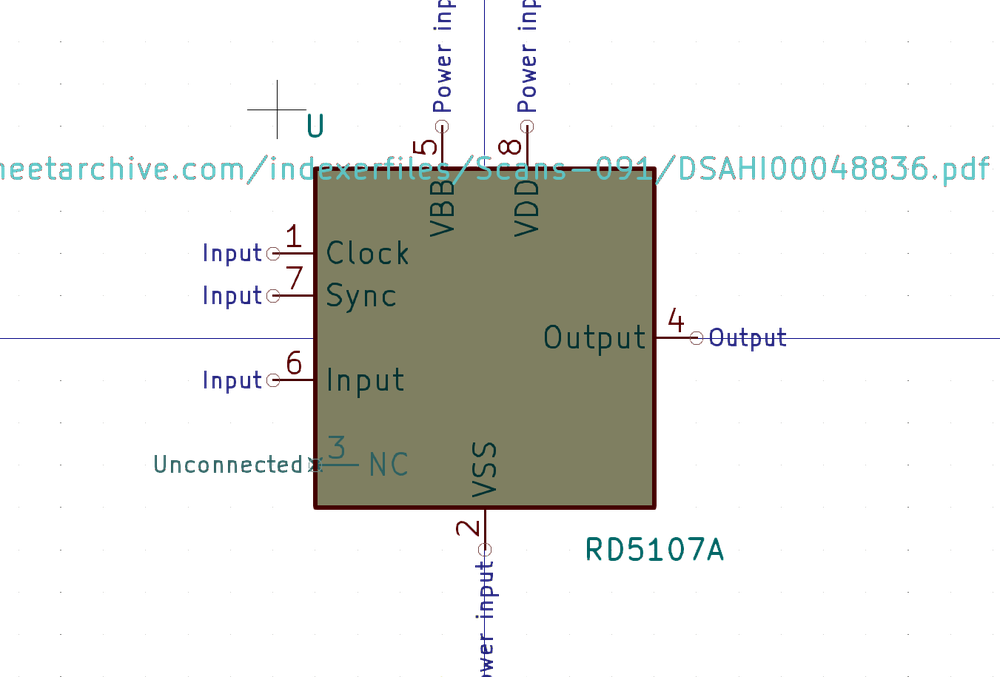 Power inp
Power inp
U
5
8
neetarchive.com/indexerfiles/Scans-091/DSAHI00048836.pdf
VBB
VDD
Input 1 Clock
Input 7 Sync
Output 4 Output
Input 6 Input
Unconnected 3 NC
VSS
2
RD5107A
ower input